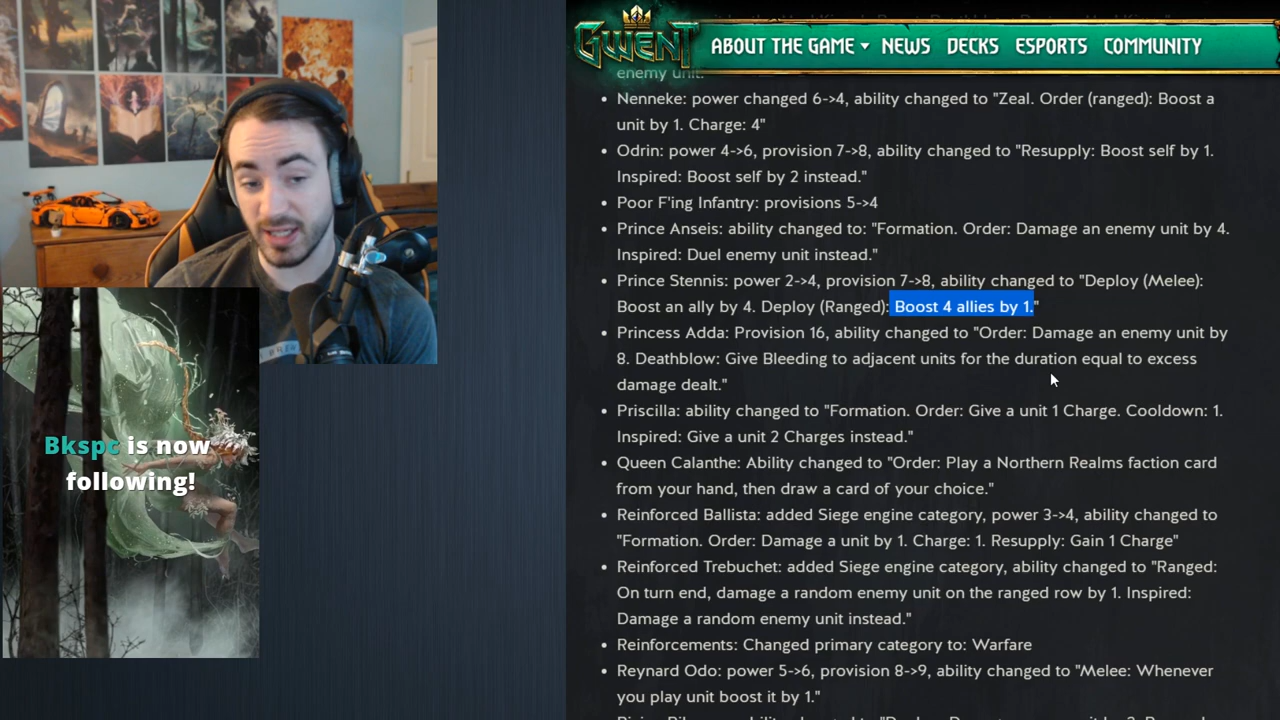 GWENT
ABOUT THE GAME NEWS DECKS ESPORTS COMMUNITY
enemy unit.
Nenneke: power changed 6->4, ability changed to "Zeal. Order (ranged): Boost a
unit by 1. Charge: 4"
Odrin: power 4->6, provision 7->8, ability changed to "Resupply: Boost self by 1.
Inspired: Boost self by 2 instead."
Poor F'ing Infantry: provisions 5->4
Prince Anseis: ability changed to: "Formation. Order: Damage an enemy unit by 4.
Inspired: Duel enemy unit instead."
Prince Stennis: power 2->4, provision 7->8, ability changed to "Deploy (Melee):
Boost an ally by 4. Deploy (Ranged): Boost 4 allies by 1."
Princess Adda: Provision 16, ability changed to "Order: Damage an enemy unit by
8. Deathblow: Give Bleeding to adjacent units for the duration equal to excess
damage dealt."
Priscilla: ability changed to "Formation. Order: Give a unit 1 Charge. Cooldown: 1.
Inspired: Give a unit 2 Charges instead."
Queen Calanthe: Ability changed to "Order: Play a Northern Realms faction card
from your hand, then draw a card of your choice."
Reinforced Ballista: added Siege engine category, power 3->4, ability changed to
"Formation. Order: Damage a unit by 1. Charge: 1. Resupply: Gain 1 Charge"
Reinforced Trebuchet: added Siege engine category, ability changed to "Ranged:
On turn end, damage a random enemy unit on the ranged row by 1. Inspired:
Damage a random enemy unit instead."
Reinforcements: Changed primary category to: Warfare
Reynard Odo: power 5->6, provision 8->9, ability changed to "Melee: Whenever
you play unit boost it by 1."
Bkspc is now
following!